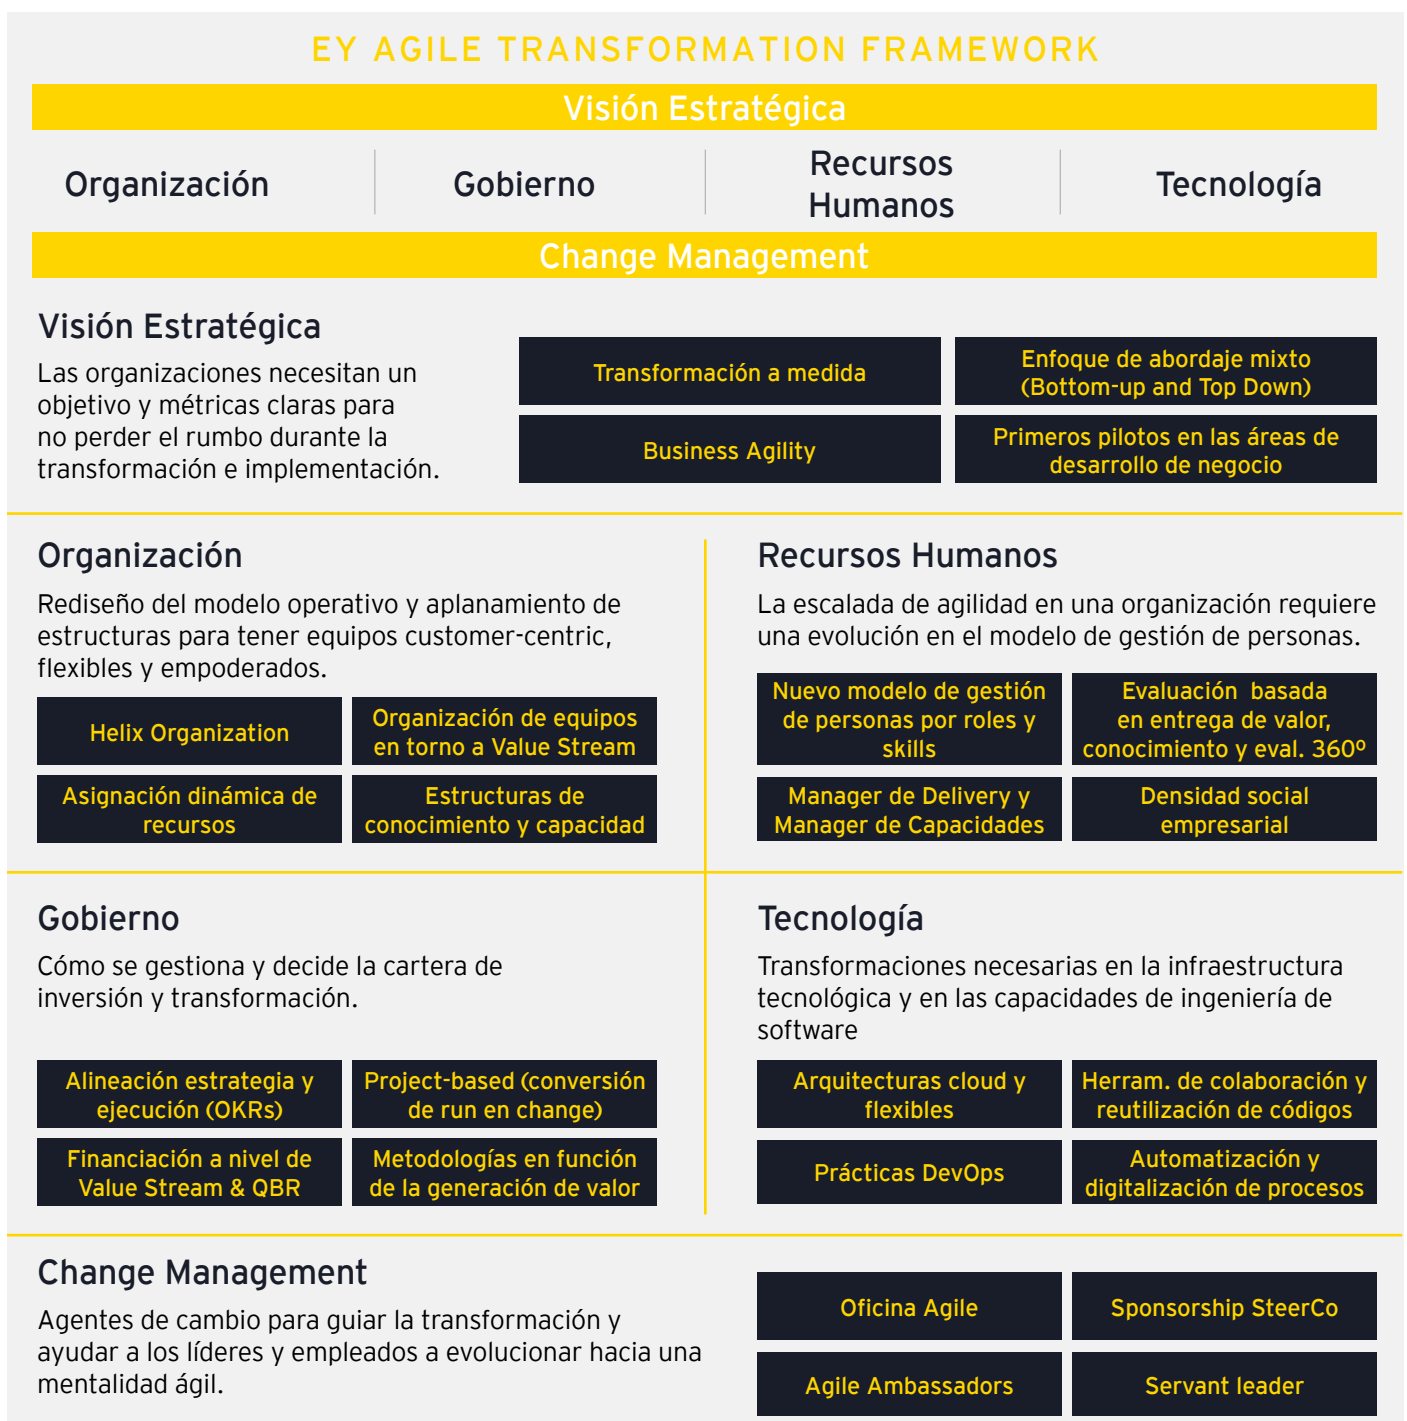 EY AGILE TRANSFORMATION FRAMEWORK
Visión Estratégica
Organización
Gobierno
Recursos
Humanos
Tecnología
Change Management
Visión Estratégica
Las organizaciones necesitan un
objetivo y métricas claras para
no perder el rumbo durante la
transformación e implementación.
Transformación a medida
Enfoque de abordaje mixto
(Bottom-up and Top Down)
Business Agility
Primeros pilotos en las áreas de
desarrollo de negocio
Organización
Rediseño del modelo operativo y aplanamiento de
estructuras para tener equipos customer-centric,
flexibles y empoderados.
Helix Organization
Organización de equipos
en torno a Value Stream
Asignación dinámica de
recursos
Estructuras de
conocimiento y capacidad
Recursos Humanos
La escalada de agilidad en una organización requiere
una evolución en el modelo de gestión de personas.
Nuevo modelo de gestión
de personas por roles y
skills
Evaluación basada
en entrega de valor,
conocimiento y eval. 360º
Manager de Delivery y
Manager de Capacidades
Densidad social
empresarial
Gobierno
Cómo se gestiona y decide la cartera de
inversión y transformación.
Alineación estrategia y
ejecución (OKRs)
Project-based (conversión
de run en change)
Financiación a nivel de
Value Stream & QBR
Metodologías en función
de la generación de valor
Tecnología
Transformaciones necesarias en la infraestructura
tecnológica y en las capacidades de ingeniería de
software
Arquitecturas cloud y
flexibles
Herram. de colaboración y
reutilización de códigos
Prácticas DevOps
Automatización y
digitalización de procesos
Change Management
Agentes de cambio para guiar la transformación y
ayudar a los líderes y empleados a evolucionar hacia una
mentalidad ágil.
Oficina Agile
Sponsorship SteerCo
Agile Ambassadors
Servant leader